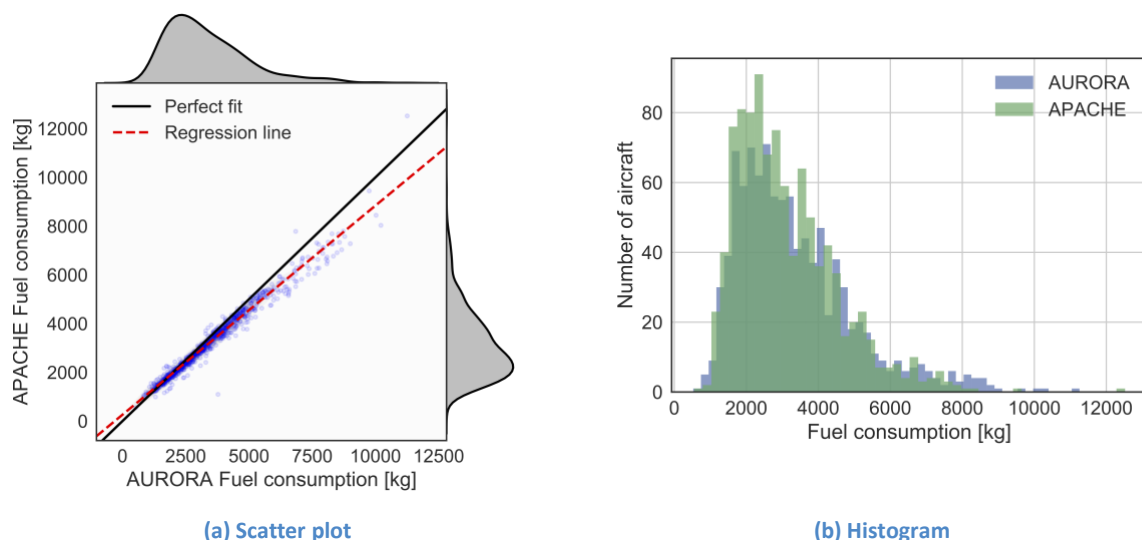 Perfect fit
Regression line
APACHE Fuel consumption [kg]
12000
10000
8000
6000
4000
2000
0
0 2500 5000 7500 10000 12500
AURORA Fuel consumption [kg]
(a) Scatter plot
AURORA
APACHE
Number of aircraft
80
60
40
20
0
0 2000 4000 6000 8000 10000 12000
Fuel consumption [kg]
(b) Histogram